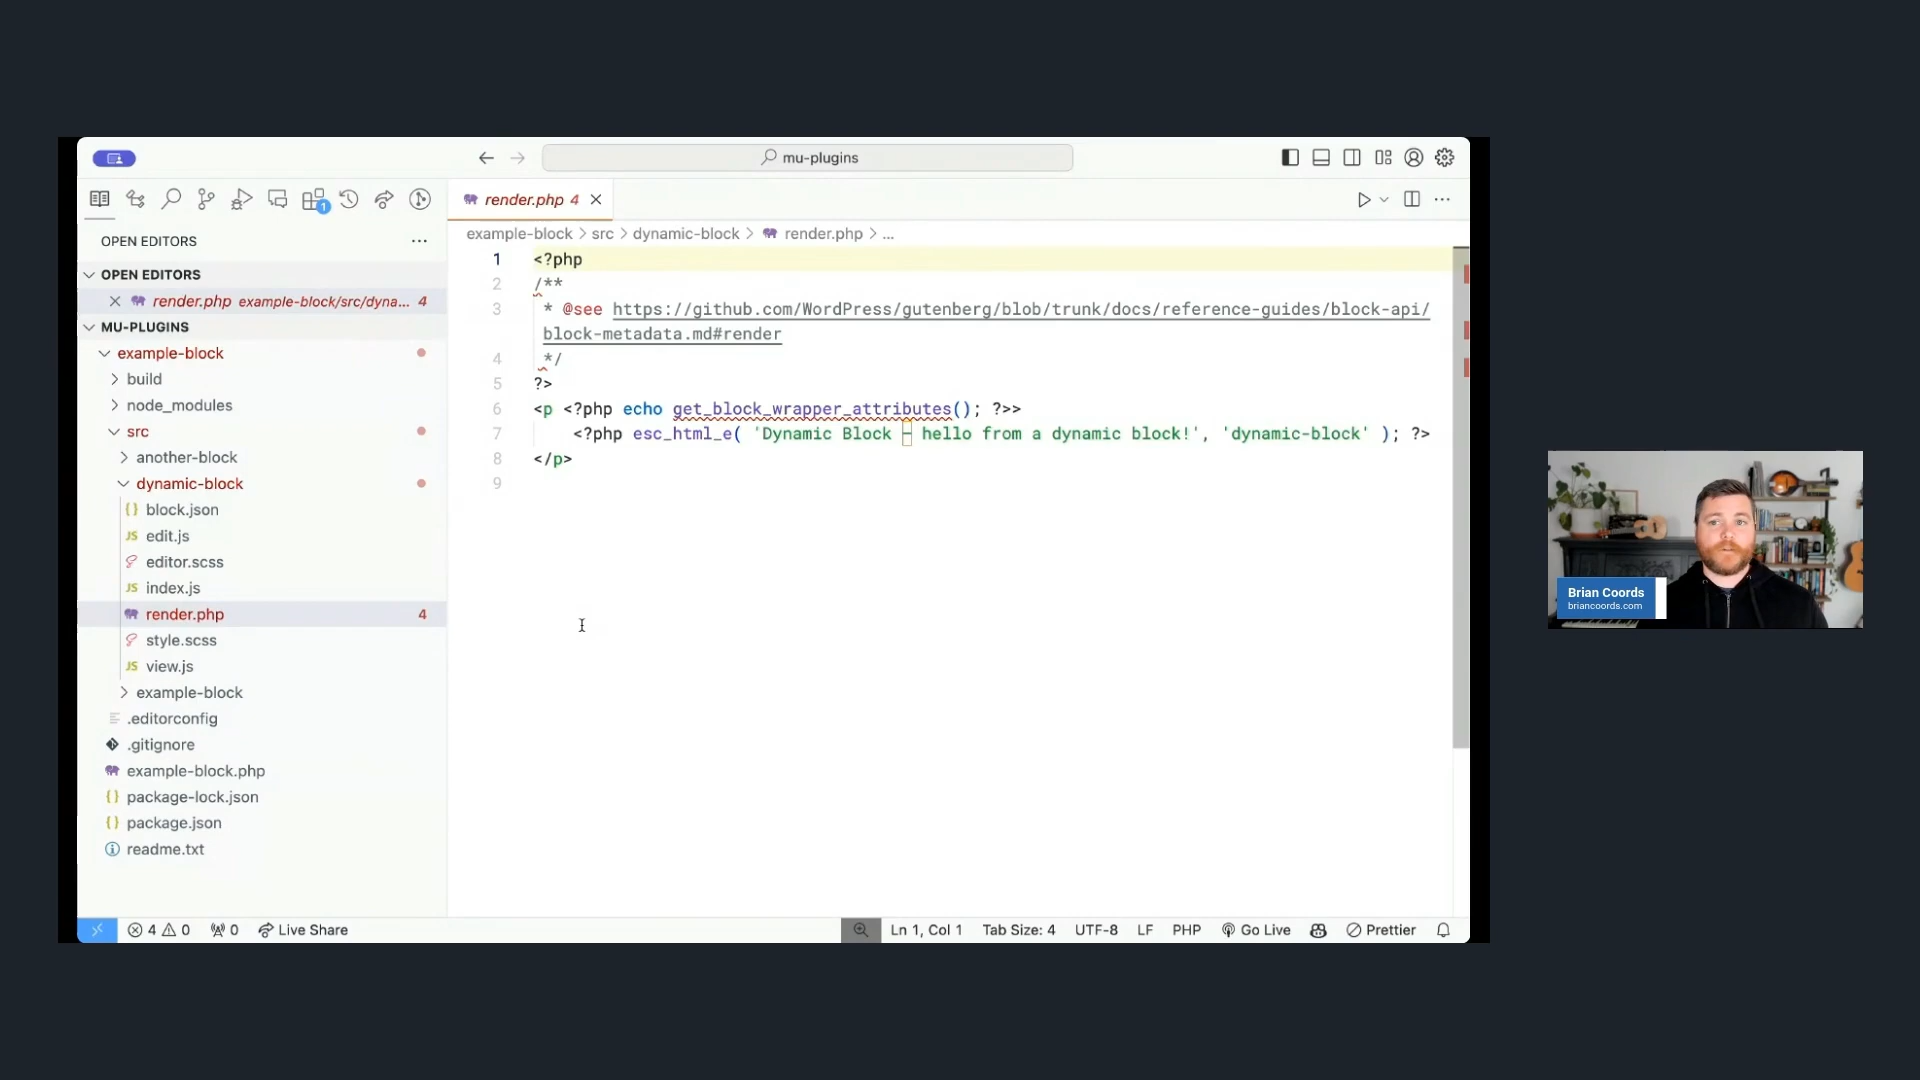 mu-plugins
render.php 4
OPEN EDITORS
example-block > src > dynamic-block > render.php > ...
OPEN EDITORS
render.php example-block/src/dyna... 4
MU-PLUGINS
example-block
build
node_modules
src
another-block
dynamic-block
block.json
edit.js
editor.scss
index.js
render.php 4
style.scss
view.js
example-block
.editorconfig
.gitignore
example-block.php
package-lock.json
package.json
readme.txt
1 <?php
2 /**
3 * @see https://github.com/WordPress/gutenberg/blob/trunk/docs/reference-guides/block-api/
block-metadata.md#render
4 */
5 ?>
6 <p <?php echo get_block_wrapper_attributes(); ?>>
7 <?php esc_html_e( 'Dynamic Block – hello from a dynamic block!', 'dynamic-block' ); ?>
8 </p>
9
Brian Coords
briancoords.com
4 0 0 Live Share Ln 1, Col 1 Tab Size: 4 UTF-8 LF PHP Go Live Prettier